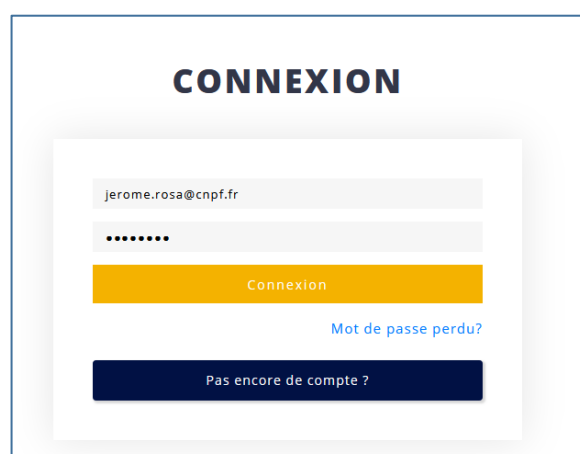 CONNEXION
jerome.rosa@cnpf.fr
••••••••
Connexion
Mot de passe perdu?
Pas encore de compte ?